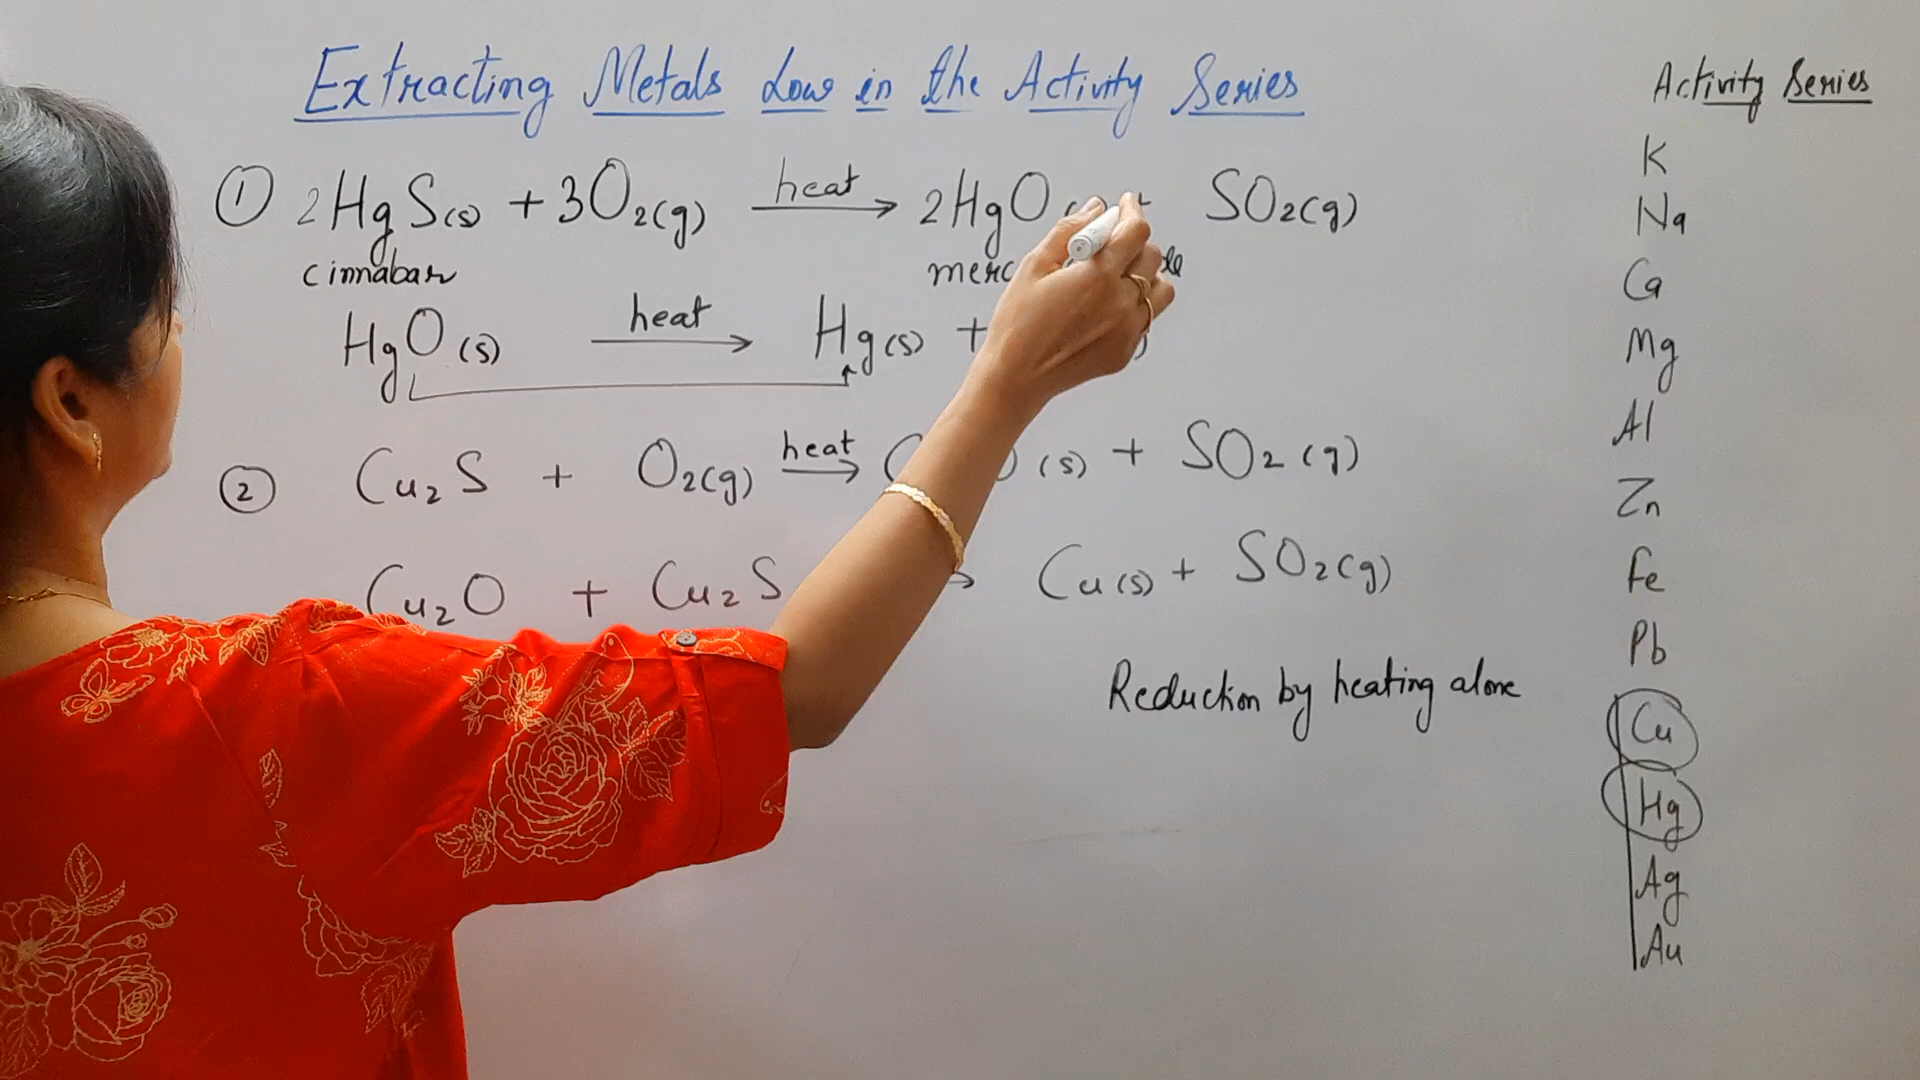 Extracting Metals Low in the Activity Series
① 2HgS(s) + 3O₂(g) heat → 2HgO + SO₂(g)
cinnabar
HgO(s) heat → Hg(s) +
② Cu₂S + O₂(g) heat → (s) + SO₂(g)
Cu₂O + Cu₂S → Cu(s) + SO₂(g)
Reduction by heating alone
Activity Series
K
Na
Ca
Mg
Al
Zn
Fe
Pb
Cu
Hg
Ag
Au